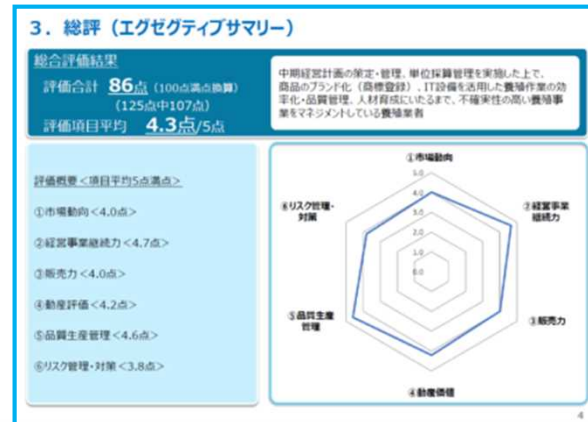 ３．総評（エグゼグティブサマリー）
総合評価結果
評価合計 86点（100点満点換算）
（125点中107点）
評価項目平均 4.3点/5点
中期経営計画の策定・管理、単位採算管理を実施した上で、
商品のブランド化（商標登録）、IT設備を活用した養殖作業の効
率化・品質管理、人材育成にいたるまで、不確実性の高い養殖事
業をマネジメントしている養殖業者
評価概要＜項目平均5点満点＞
①市場動向＜4.0点＞
②経営事業継続力＜4.7点＞
③販売力＜4.0点＞
④動産評価＜4.2点＞
⑤品質生産管理＜4.6点＞
⑥リスク管理・対策＜3.8点＞
①市場動向
5.0
4.0
3.0
2.0
1.0
0.0
⑥リスク管理・
対策
②経営事業
継続力
⑤品質生産
管理
③販売力
④動産価値
4